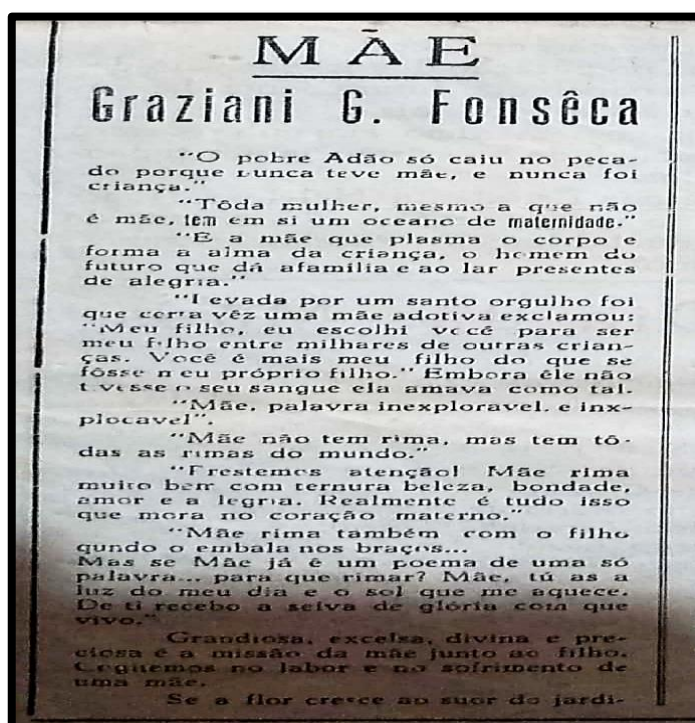 MÃE
Graziani G. Fonsêca
"O pobre Adão só caiu no peca-
do porque nunca teve mãe, e nunca foi
criança."
"Tôda mulher, mesmo a que não
é mãe, tem em si um oceano de maternidade."
"E a mãe que plasma o corpo e
forma a alma da criança, o homem do
futuro que dá afamilia e ao lar presentes
de alegria."
"Levada por um santo orgulho foi
que certa vêz uma mãe adotiva exclamou:
"Meu filho, eu escolhi você para ser
meu filho entre milhares de outras crian-
ças. Você é mais meu filho do que se
fôsse meu próprio filho." Embora êle não
tivesse o seu sangue ela amava como tal.
"Mãe, palavra inexploravel, e inx-
plocavel".
"Mãe não tem rima, mas tem tô-
das as rimas do mundo."
"Prestemos atenção! Mãe rima
muito bem com ternura beleza, bondade,
amor e a legria. Realmente é tudo isso
que mora no coração materno."
"Mãe rima também com o filho
qundo o embala nos braços...
Mas se Mãe já é um poema de uma só
palavra... para que rimar? Mãe, tú as a
luz do meu dia e o sol que me aquece.
De ti recebo a seiva de glória com que
vivo."
Grandiosa, excelsa, divina e pre-
ciosa é a missão da mãe junto ao filho.
Cogitemos no labor e no sofrimento de
uma mãe.
Se a flor cresce ao suor do jardi-